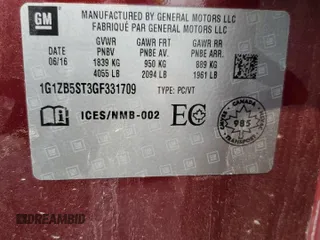 GM
MANUFACTURED BY GENERAL MOTORS LLC
FABRIQUÉ PAR GENERAL MOTORS LLC
GVWR GAWR FRT GAWR RR
PNBV PNBE AV. PNBE ARR.
06/16 1839 KG 950 KG 889 KG
4055 LB 2094 LB 1961 LB
1G1ZB5ST3GF331709
TYPE: PC/VT
ICES/NMB-002 EC
CANADA
985
TRANSPORT
DREAMBID